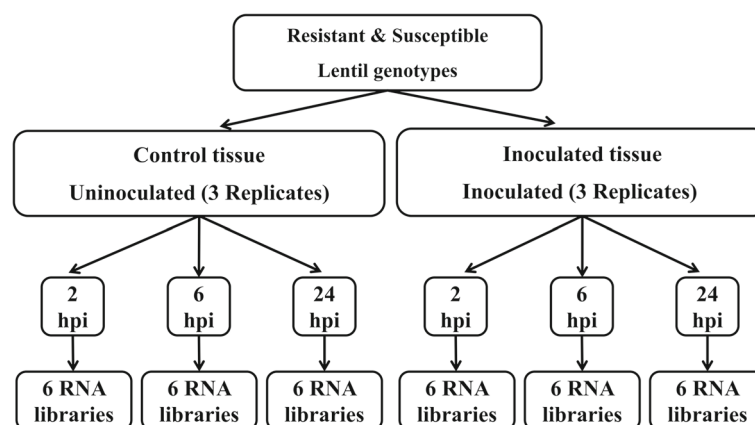 Resistant & Susceptible
Lentil genotypes
Control tissue
Uninoculated (3 Replicates)
Inoculated tissue
Inoculated (3 Replicates)
2
hpi
6
hpi
24
hpi
2
hpi
6
hpi
24
hpi
6 RNA
libraries
6 RNA
libraries
6 RNA
libraries
6 RNA
libraries
6 RNA
libraries
6 RNA
libraries